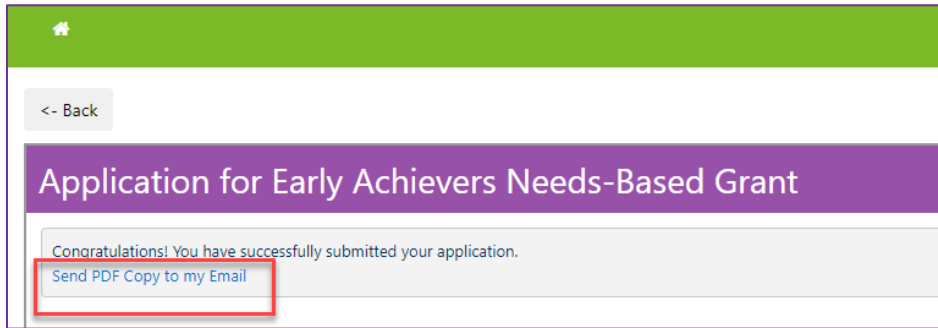 <- Back
Application for Early Achievers Needs-Based Grant
Congratulations! You have successfully submitted your application.
Send PDF Copy to my Email